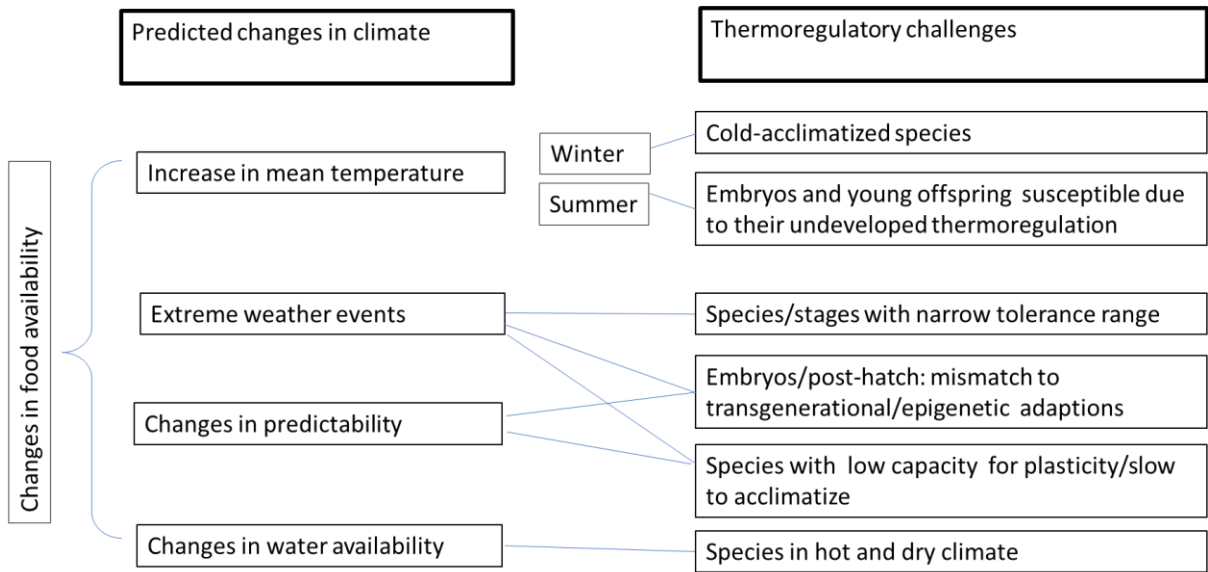 Predicted changes in climate
Thermoregulatory challenges
Changes in food availability
Increase in mean temperature
Winter
Cold-acclimatized species
Summer
Embryos and young offspring susceptible due
to their undeveloped thermoregulation
Extreme weather events
Species/stages with narrow tolerance range
Embryos/post-hatch: mismatch to
transgenerational/epigenetic adaptions
Changes in predictability
Species with low capacity for plasticity/slow
to acclimatize
Changes in water availability
Species in hot and dry climate